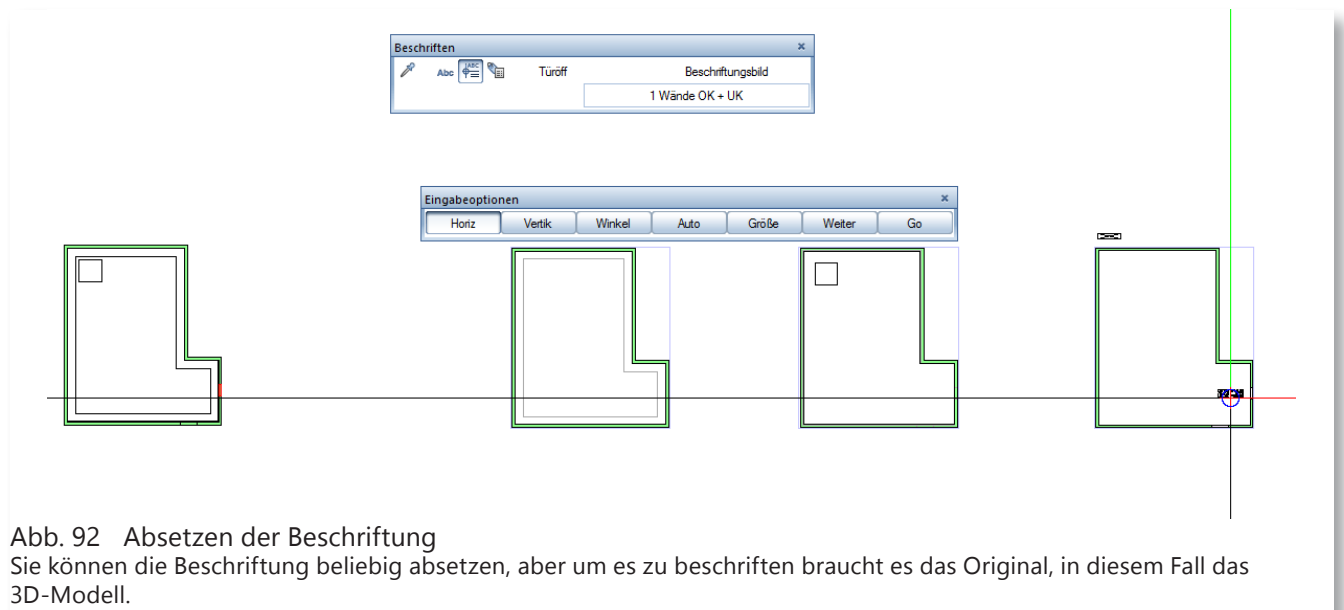 Beschriften
Abc ABC Türöff Beschriftungsbild
1 Wände OK + UK
Eingabeoptionen
Horiz Vertik Winkel Auto Größe Weiter Go
Abb. 92 Absetzen der Beschriftung
Sie können die Beschriftung beliebig absetzen, aber um es zu beschriften braucht es das Original, in diesem Fall das
3D-Modell.